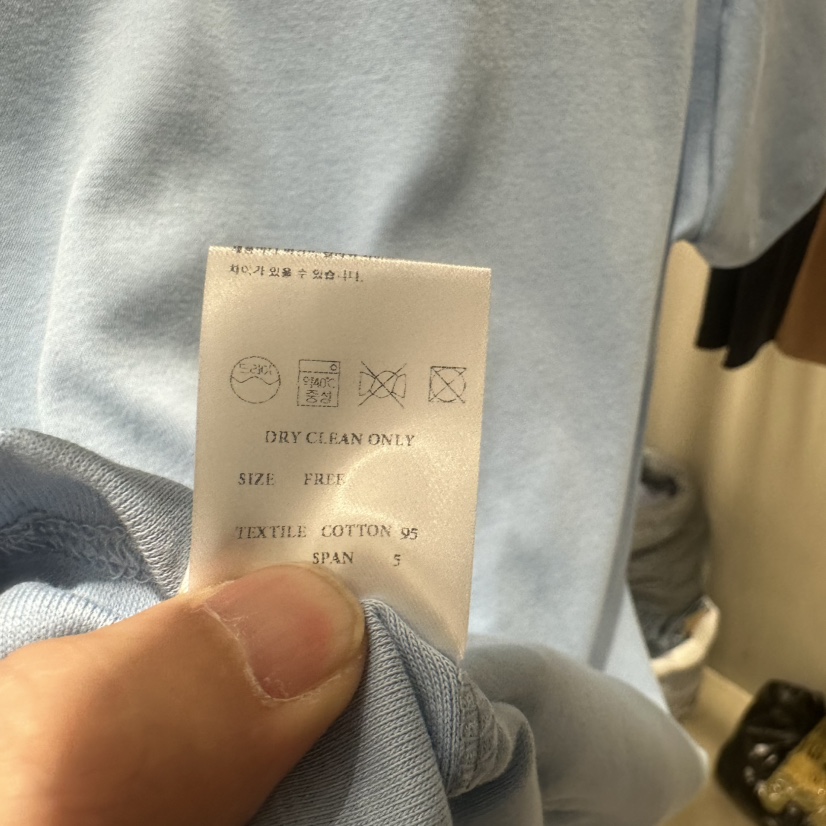 차이가 있을 수 있습니다.
드라이
약40℃
중성
DRY CLEAN ONLY
SIZE FREE
TEXTILE COTTON 95
SPAN 5